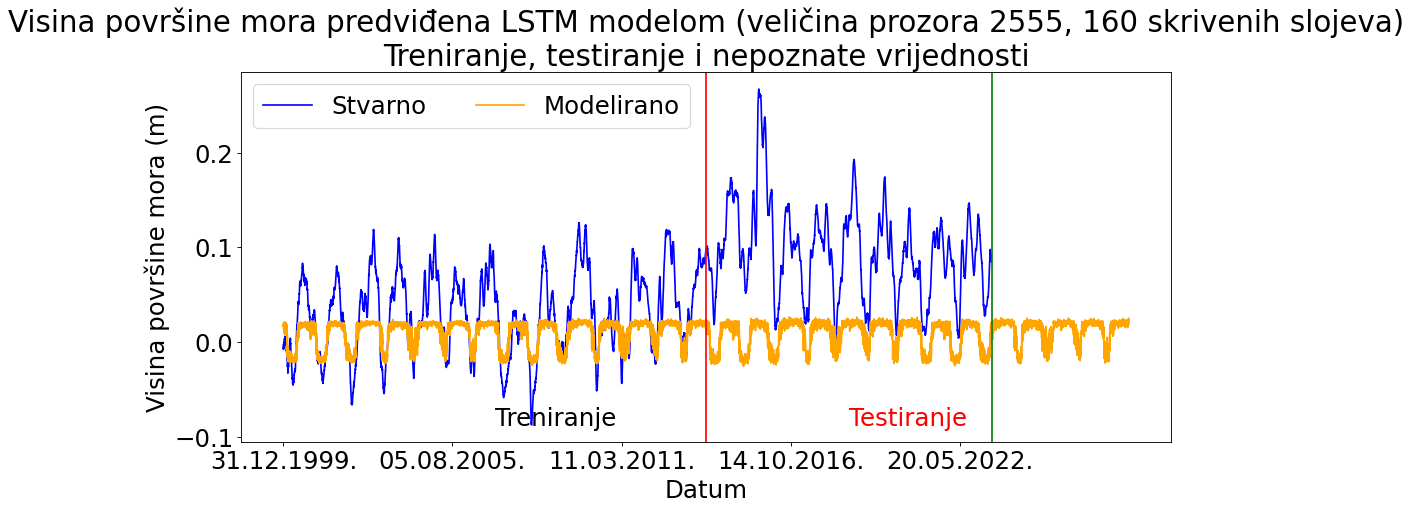 Visina površine mora predviđena LSTM modelom (veličina prozora 2555, 160 skrivenih slojeva)
Treniranje, testiranje i nepoznate vrijednosti
Stvarno Modelirano
Visina površine mora (m)
0.2
0.1
0.0
−0.1
Treniranje Testiranje
31.12.1999. 05.08.2005. 11.03.2011. 14.10.2016. 20.05.2022.
Datum